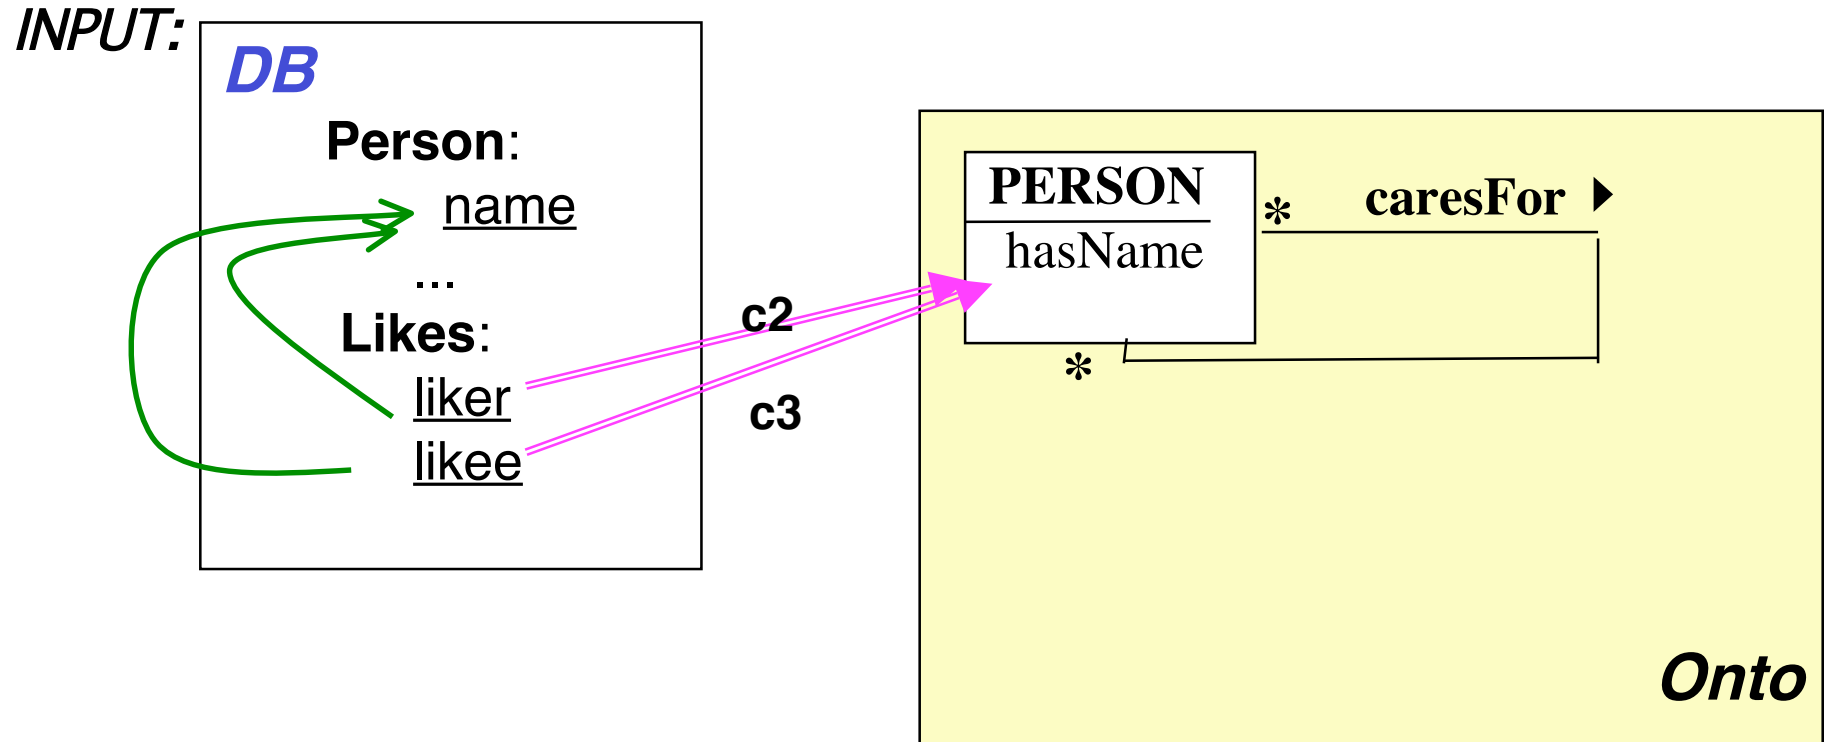 INPUT:
DB
Person:
name
...
Likes:
liker
likee
c2
c3
PERSON
hasName
* caresFor ▶
*
Onto